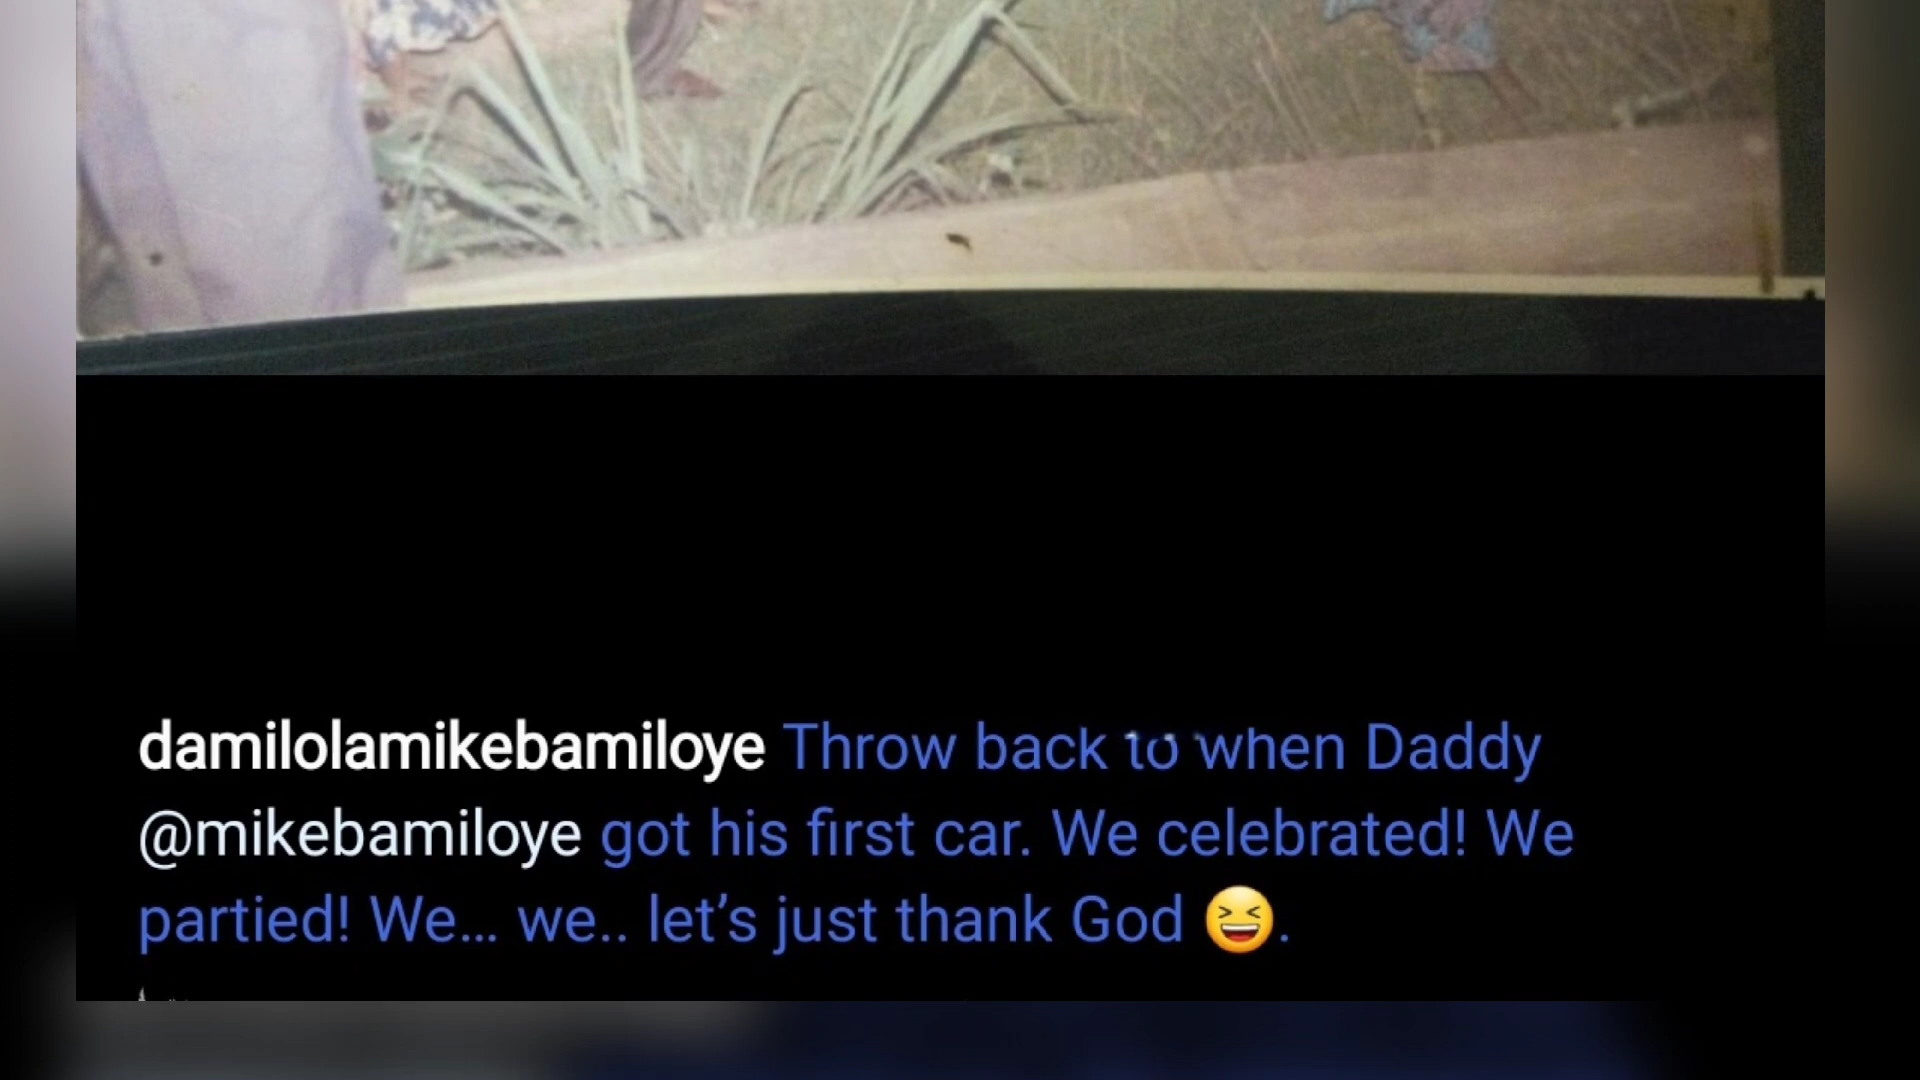 damilolamikebamiloye Throw back to when Daddy
@mikebamiloye got his first car. We celebrated! We
partied! We... we.. let’s just thank God 😆.